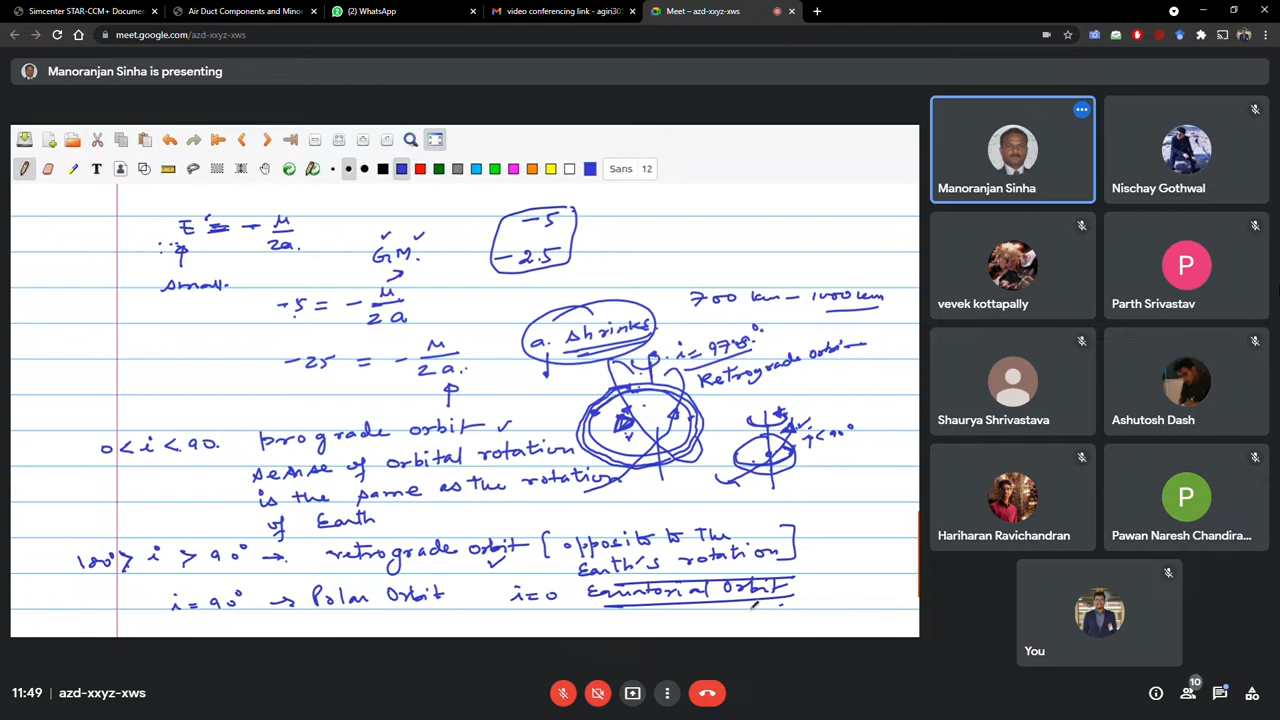 Simcenter STAR-CCM+ Documen
Air Duct Components and Minor
(2) WhatsApp
video conferencing link - agiri30
Meet – azd-xxyz-xws
meet.google.com/azd-xxyz-xws
Manoranjan Sinha is presenting
T
Sans 12
E = - μ/2a.
small.
GM.
-5
-2.5
-5 = - μ/2a
-25 = - μ/2a.
a. shrinks.
700 km - 1000 km
i = 97.8°.
Retrograde orbit
0 < i < 90. prograde orbit
sense of orbital rotation
is the same as the rotation
of Earth
< 90°
180° > i > 90° → retrograde orbit [opposite to the
Earth's rotation]
i = 90° → Polar Orbit i = 0 Equatorial Orbit
Manoranjan Sinha
Nischay Gothwal
vevek kottapally
P
Parth Srivastav
Shaurya Shrivastava
Ashutosh Dash
Hariharan Ravichandran
P
Pawan Naresh Chandira...
You
11:49 azd-xxyz-xws
10